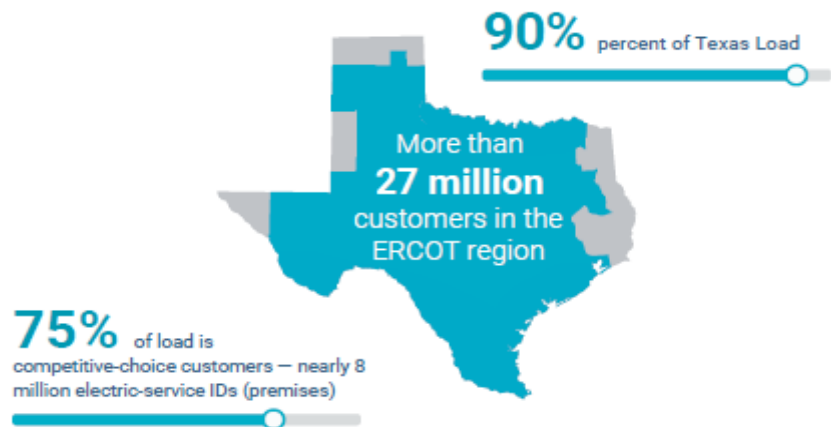 90% percent of Texas Load
More than
27 million
customers in the
ERCOT region
75% of load is
competitive-choice customers — nearly 8
million electric-service IDs (premises)